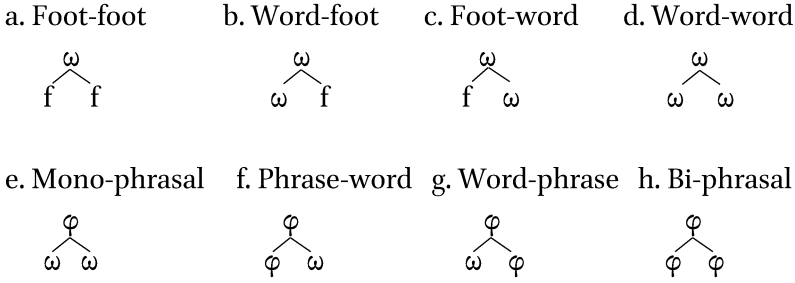 a. Foot-foot b. Word-foot c. Foot-word d. Word-word
ω ω ω ω
f f ω f f ω ω ω
e. Mono-phrasal f. Phrase-word g. Word-phrase h. Bi-phrasal
φ φ φ φ
ω ω φ ω ω φ φ φ